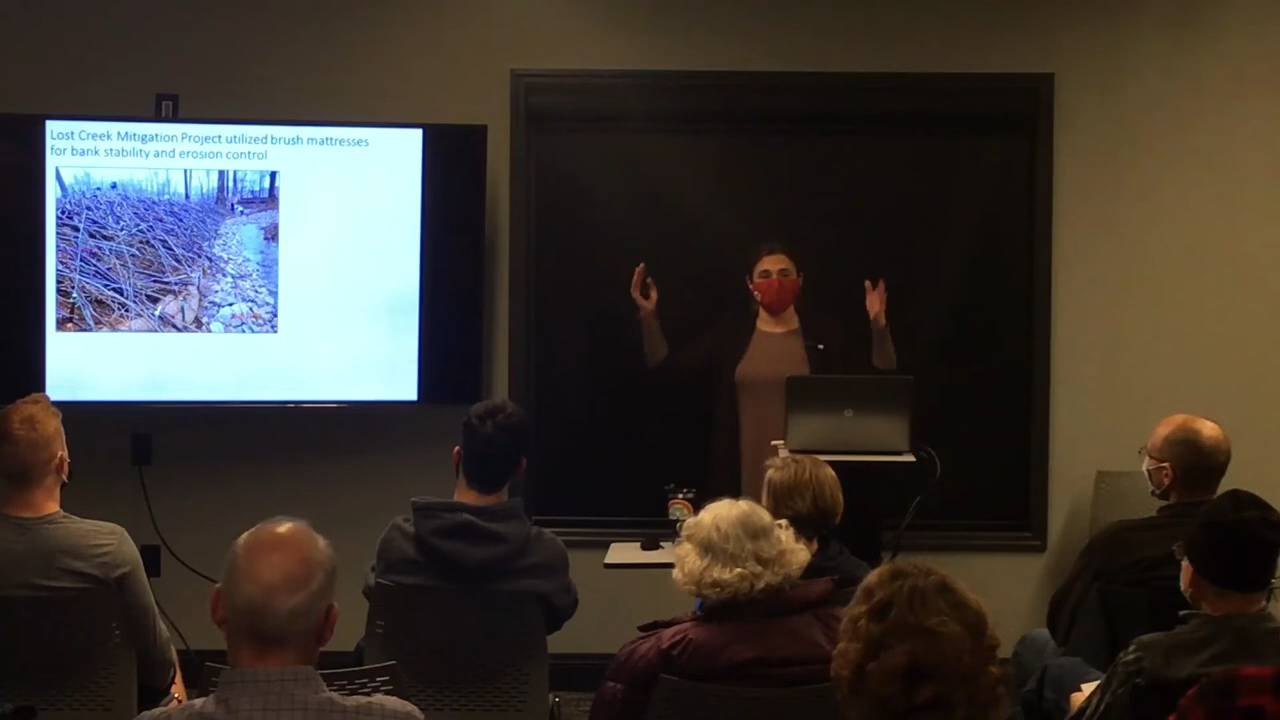 Lost Creek Mitigation Project utilized brush mattresses
for bank stability and erosion control